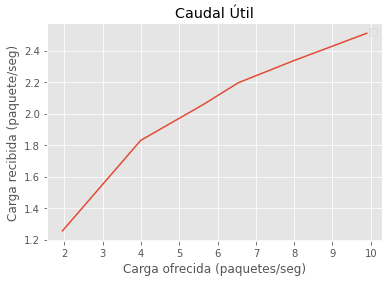 Caudal Útil
Carga recibida (paquete/seg)
2.4
2.2
2.0
1.8
1.6
1.4
1.2
2 3 4 5 6 7 8 9 10
Carga ofrecida (paquetes/seg)